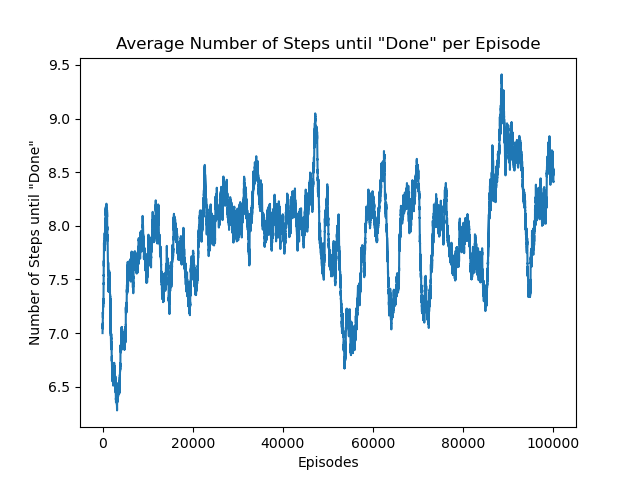 Average Number of Steps until "Done" per Episode
Number of Steps until "Done"
9.5
9.0
8.5
8.0
7.5
7.0
6.5
0 20000 40000 60000 80000 100000
Episodes